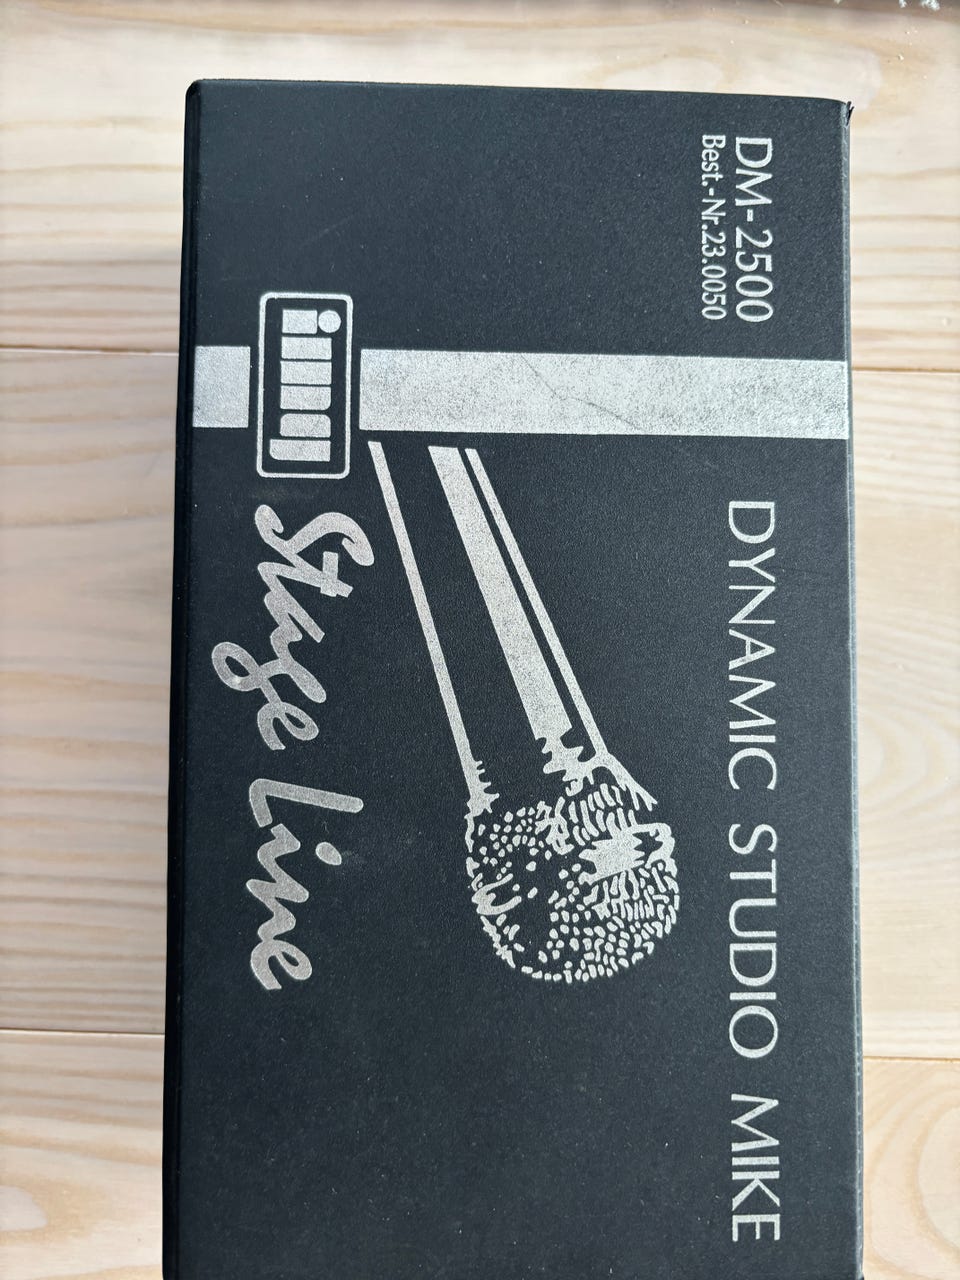 DM-2500
Best.-Nr.23.0050
DYNAMIC STUDIO MIKE
img
Stage Line